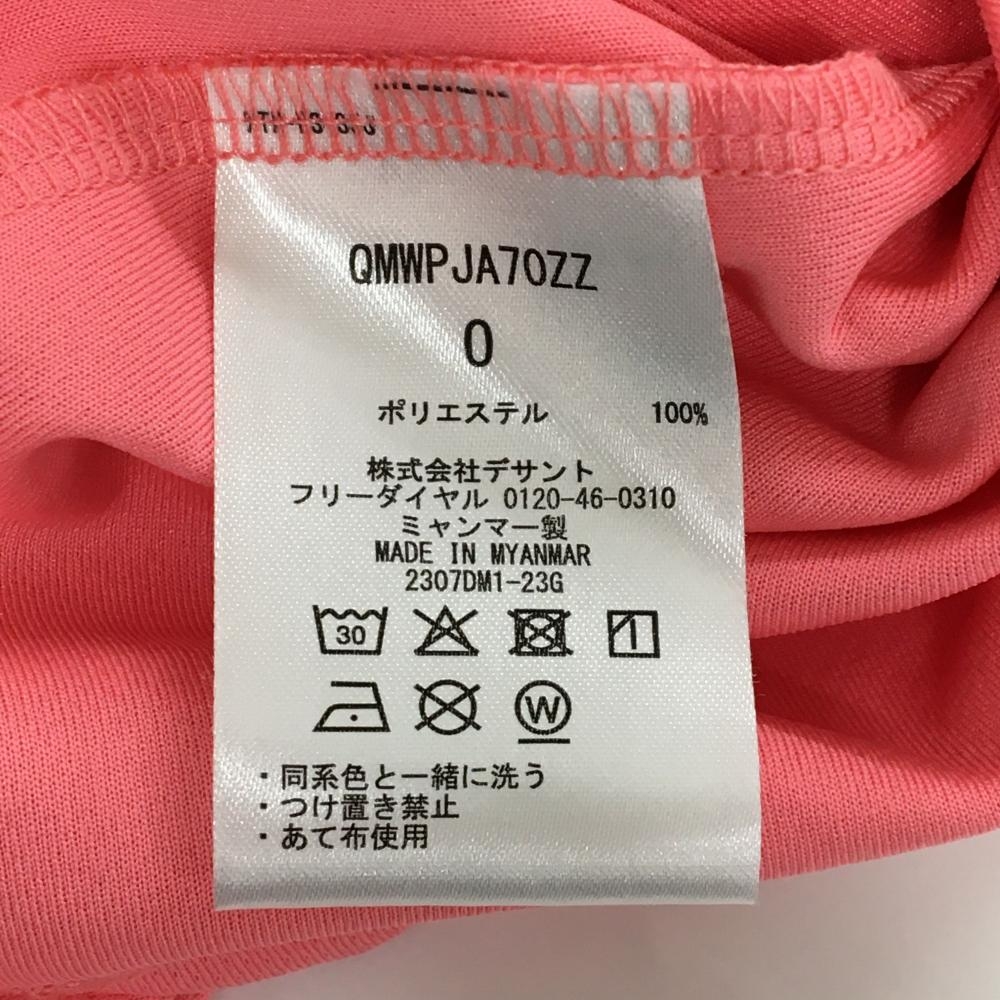 QMWPJA70ZZ
0
ポリエステル 100%
株式会社デサント
フリーダイヤル 0120-46-0310
ミャンマー製
MADE IN MYANMAR
2307DM1-23G
30
W
・同系色と一緒に洗う
・つけ置き禁止
・あて布使用